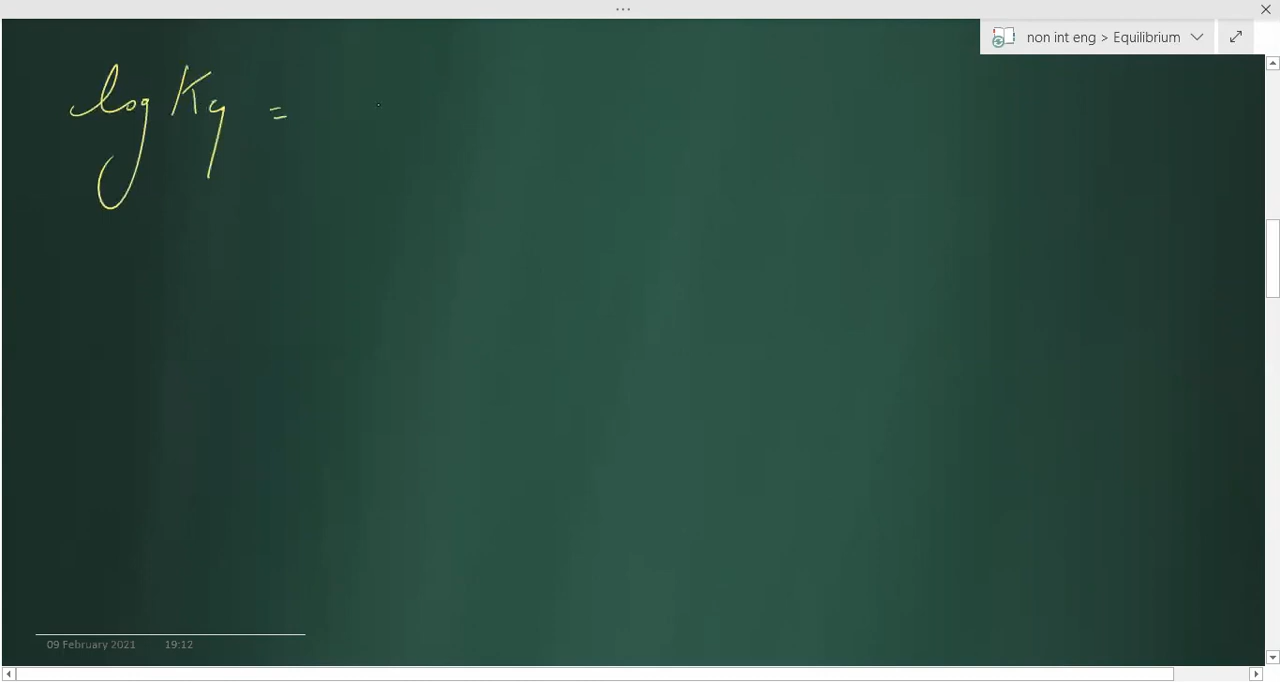 non int eng > Equilibrium
log Kq =
09 February 2021 19:12